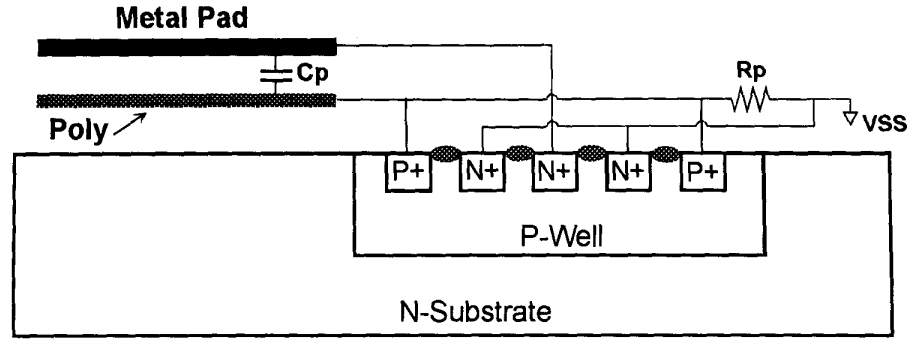 Metal Pad
Cp
Rp
Poly
VSS
P+ N+ N+ N+ P+
P-Well
N-Substrate